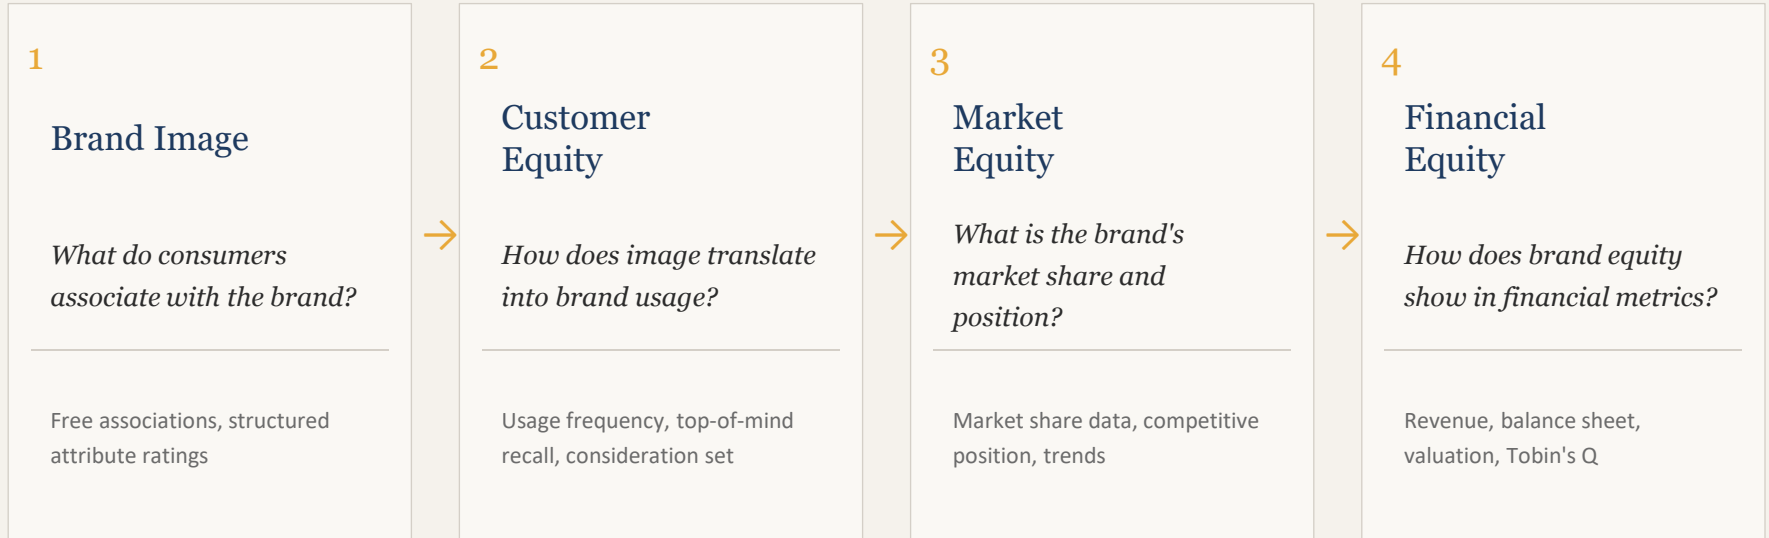 1
Brand Image
What do consumers
associate with the brand?
Free associations, structured
attribute ratings
2
Customer
Equity
How does image translate
into brand usage?
Usage frequency, top-of-mind
recall, consideration set
3
Market
Equity
What is the brand's
market share and
position?
Market share data, competitive
position, trends
4
Financial
Equity
How does brand equity
show in financial metrics?
Revenue, balance sheet,
valuation, Tobin's Q